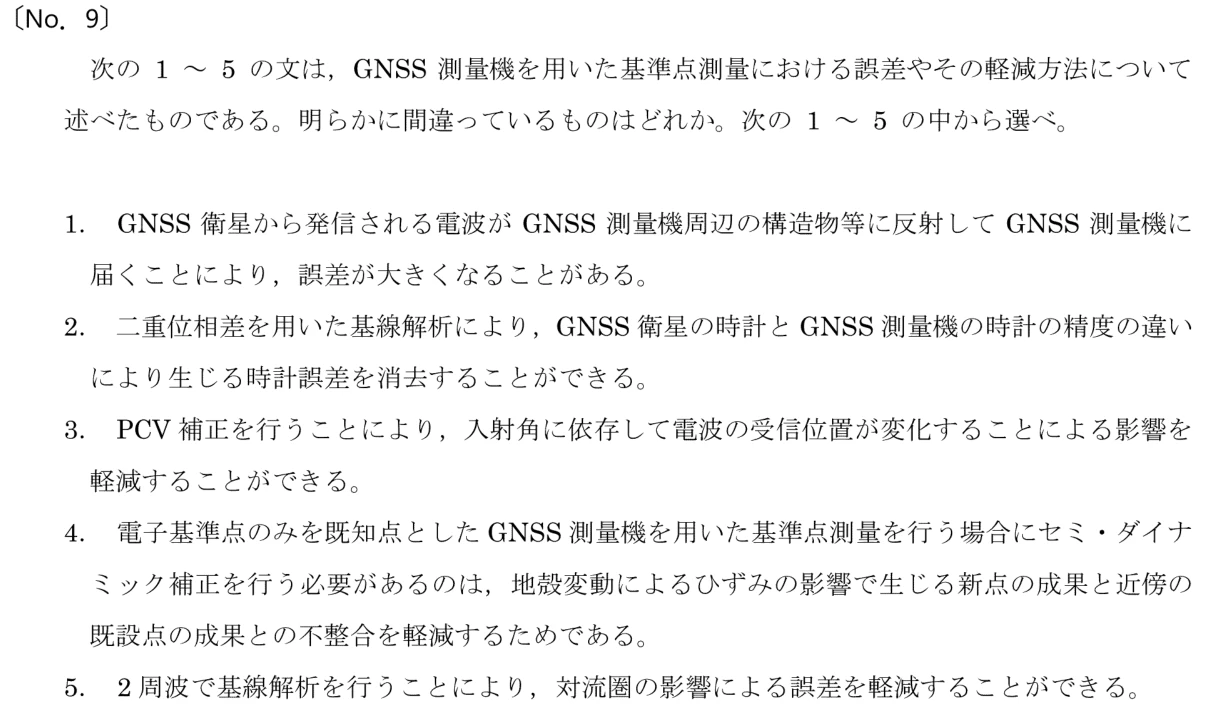 〔No. 9〕
次の 1 ～ 5 の文は，GNSS 測量機を用いた基準点測量における誤差やその軽減方法について
述べたものである。明らかに間違っているものはどれか。次の 1 ～ 5 の中から選べ。
1. GNSS 衛星から発信される電波が GNSS 測量機周辺の構造物等に反射して GNSS 測量機に
届くことにより，誤差が大きくなることがある。
2. 二重位相差を用いた基線解析により，GNSS 衛星の時計と GNSS 測量機の時計の精度の違い
により生じる時計誤差を消去することができる。
3. PCV 補正を行うことにより，入射角に依存して電波の受信位置が変化することによる影響を
軽減することができる。
4. 電子基準点のみを既知点とした GNSS 測量機を用いた基準点測量を行う場合にセミ・ダイナ
ミック補正を行う必要があるのは，地殻変動によるひずみの影響で生じる新点の成果と近傍の
既設点の成果との不整合を軽減するためである。
5. 2 周波で基線解析を行うことにより，対流圏の影響による誤差を軽減することができる。